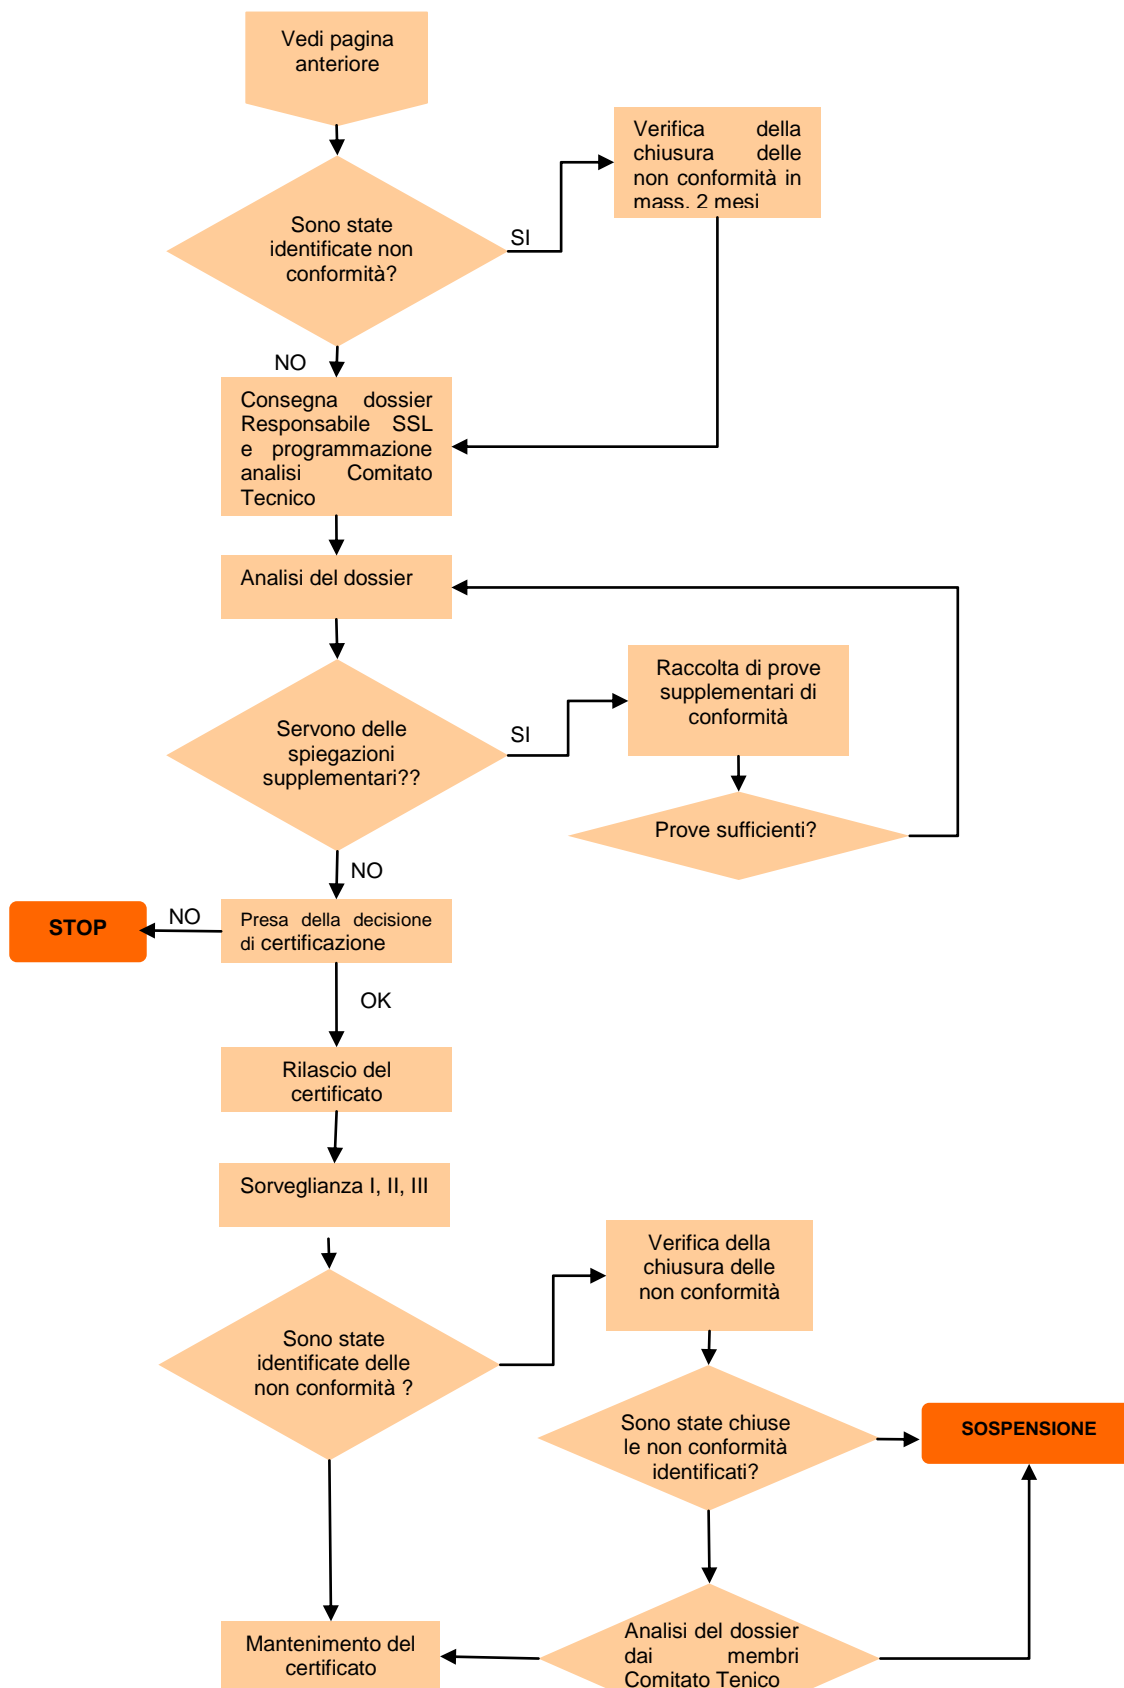 Vedi pagina
anteriore
Verifica della
chiusura delle
non conformità in
mass. 2 mesi
Sono state
identificate non
conformità?
SI
NO
Consegna dossier
Responsabile SSL
e programmazione
analisi Comitato
Tecnico
Analisi del dossier
Raccolta di prove
supplementari di
conformità
Servono delle
spiegazioni
supplementari??
SI
Prove sufficienti?
NO
STOP
NO
Presa della decisione
di certificazione
OK
Rilascio del
certificato
Sorveglianza I, II, III
Verifica della
chiusura delle
non conformità
Sono state
identificate delle
non conformità ?
Sono state chiuse
le non conformità
identificati?
SOSPENSIONE
Mantenimento del
certificato
Analisi del dossier
dai membri
Comitato Tenico